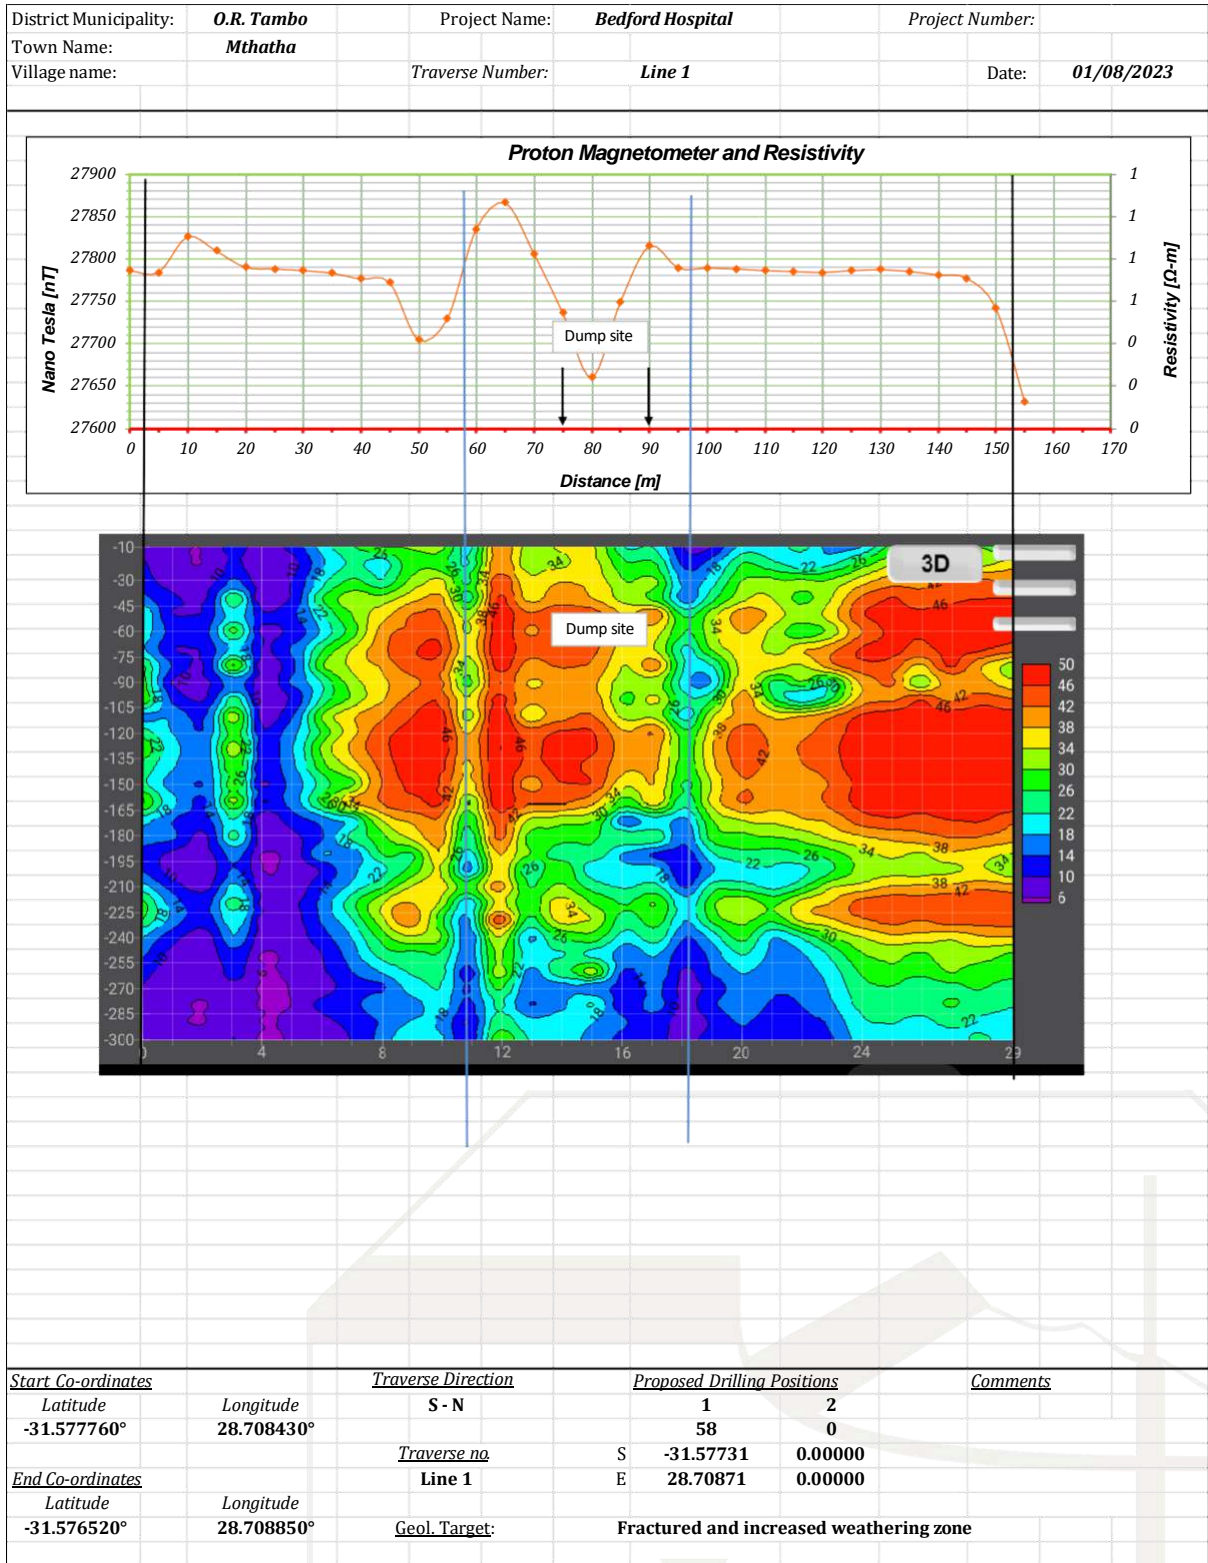 District Municipality: O.R. Tambo Project Name: Bedford Hospital Project Number:
Town Name: Mthatha
Village name: Traverse Number: Line 1 Date: 01/08/2023
Proton Magnetometer and Resistivity
27900 1
27850 1
27800 1
27750 1
27700 0
27650 0
27600 0
Nano Tesla [nT]
Resistivity [Ω-m]
Dump site
0 10 20 30 40 50 60 70 80 90 100 110 120 130 140 150 160 170
Distance [m]
3D
Dump site
-10
-30
-45
-60
-75
-90
-105
-120
-135
-150
-165
-180
-195
-210
-225
-240
-255
-270
-285
-300
50
46
42
38
34
30
26
22
18
14
10
6
0 4 8 12 16 20 24 29
Start Co-ordinates Traverse Direction Proposed Drilling Positions Comments
Latitude Longitude S - N 1 2
-31.577760° 28.708430° 58 0
Traverse no. S -31.57731 0.00000
End Co-ordinates Line 1 E 28.70871 0.00000
Latitude Longitude
-31.576520° 28.708850° Geol. Target: Fractured and increased weathering zone